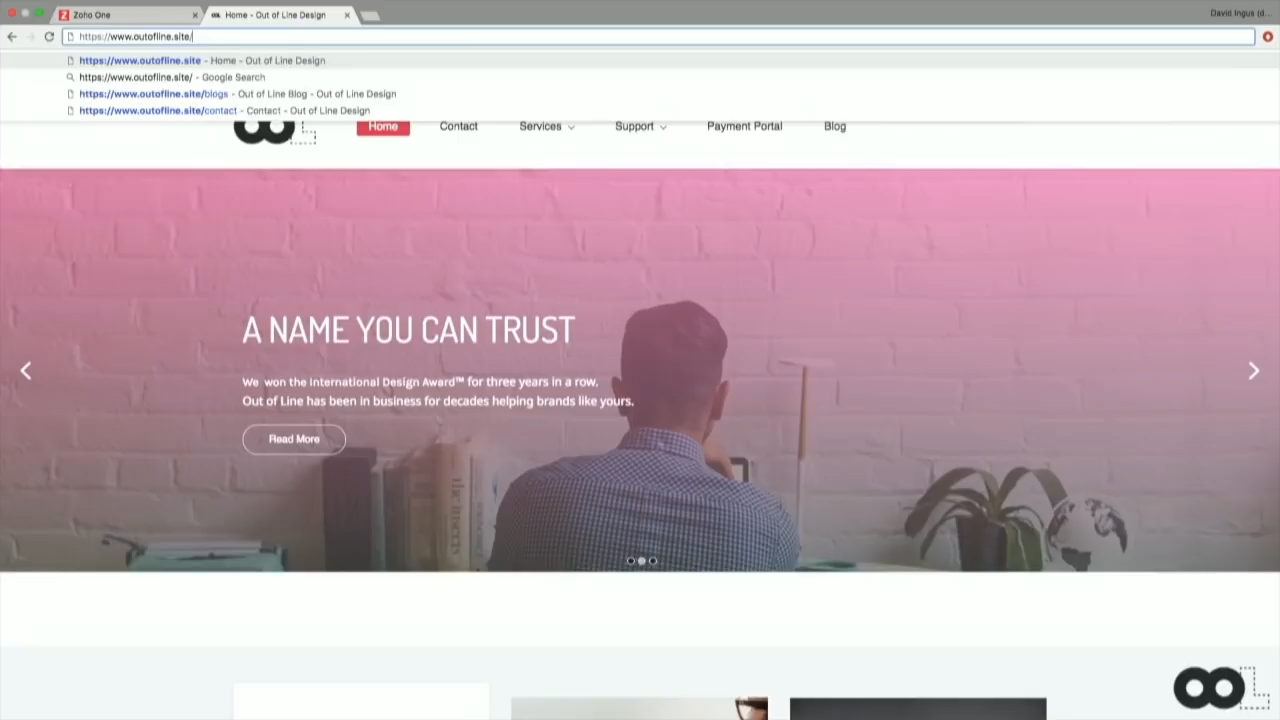 Zoho One
Home - Out of Line Design
David Ingus (d...
https://www.outofline.site/
https://www.outofline.site - Home - Out of Line Design
https://www.outofline.site/ - Google Search
https://www.outofline.site/blogs - Out of Line Blog - Out of Line Design
https://www.outofline.site/contact - Contact - Out of Line Design
Home Contact Services Support Payment Portal Blog
A NAME YOU CAN TRUST
We won the International Design Award™ for three years in a row.
Out of Line has been in business for decades helping brands like yours.
Read More